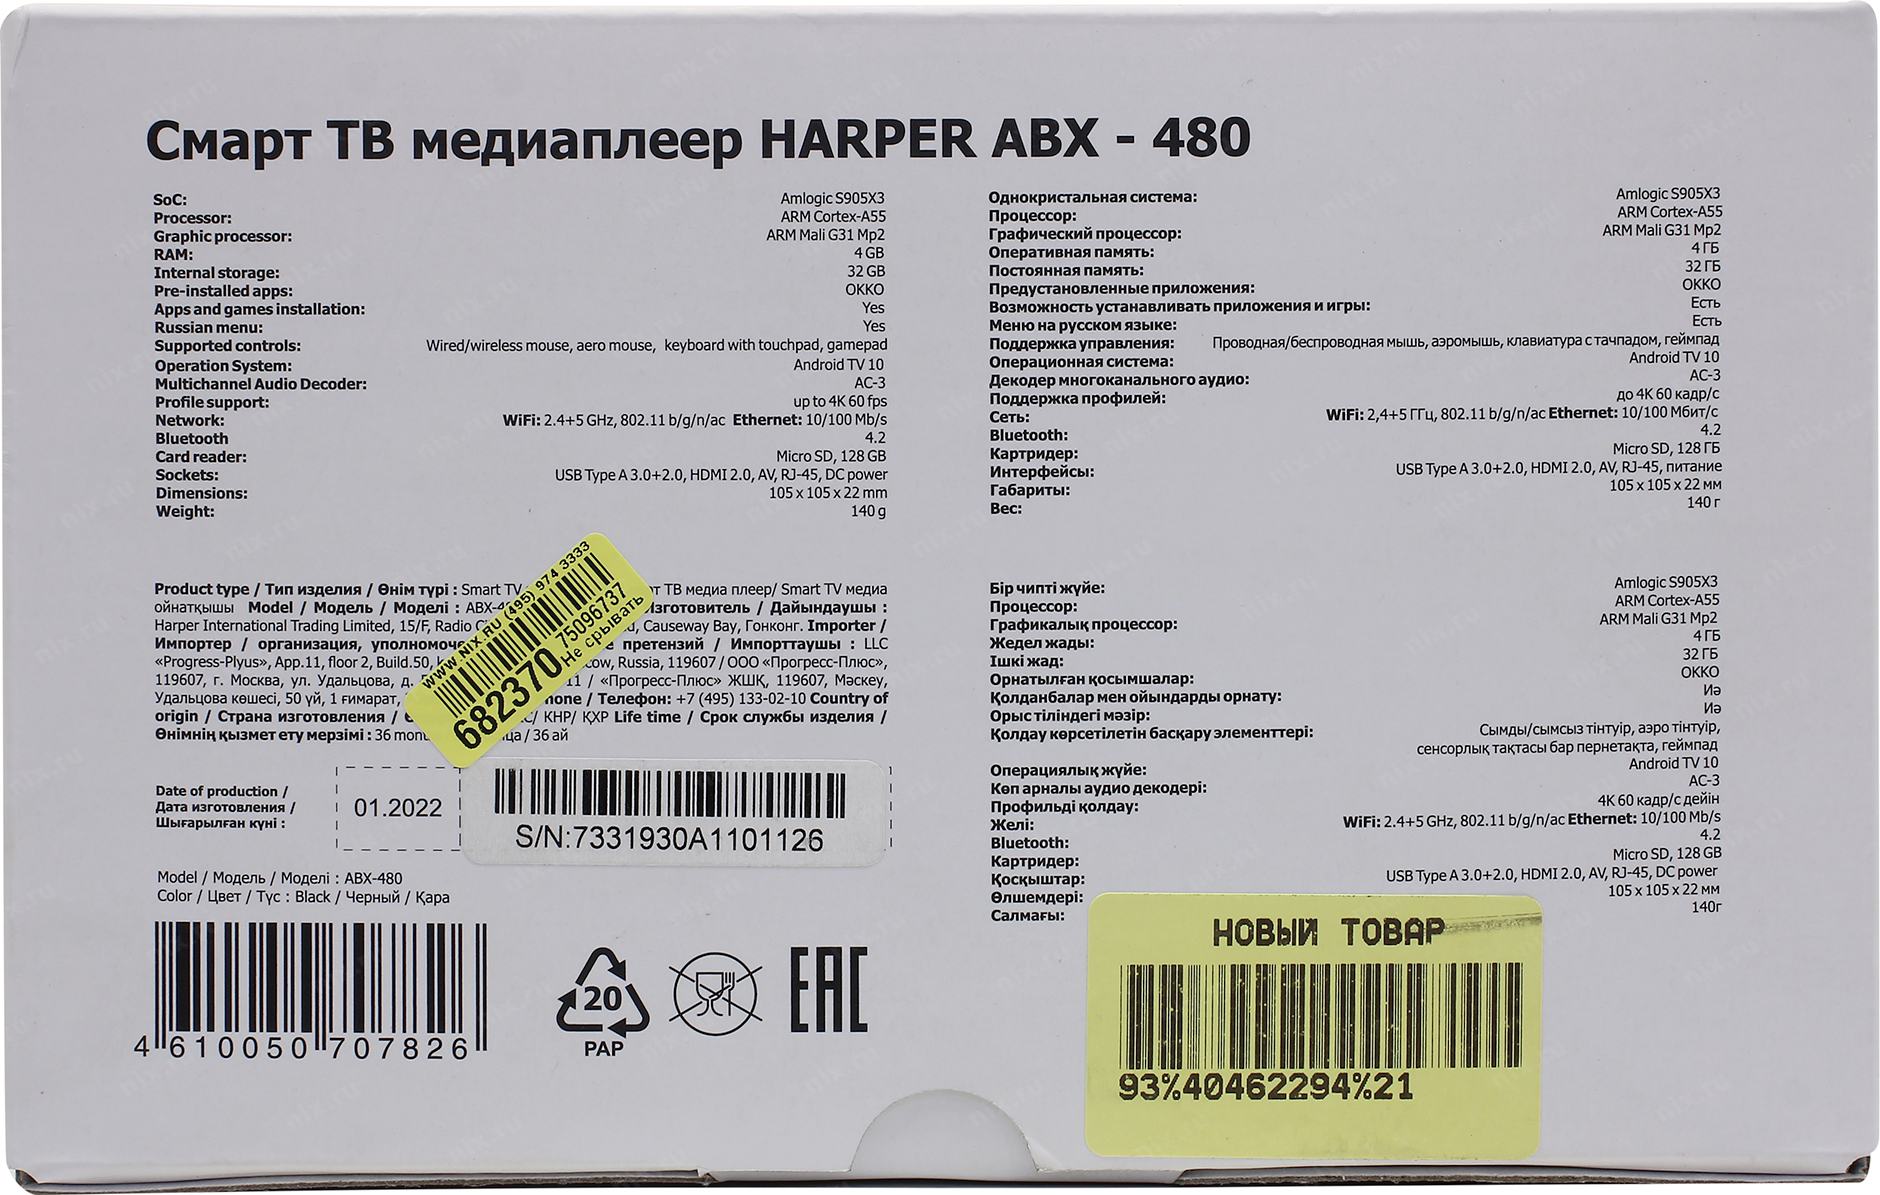 Смарт ТВ медиаплеер HARPER ABX - 480
SoC: Amlogic S905X3
Processor: ARM Cortex-A55
Graphic processor: ARM Mali G31 Mp2
RAM: 4 GB
Internal storage: 32 GB
Pre-installed apps: OKKO
Apps and games installation: Yes
Russian menu: Yes
Supported controls: Wired/wireless mouse, aero mouse, keyboard with touchpad, gamepad
Operation System: Android TV 10
Multichannel Audio Decoder: AC-3
Profile support: up to 4K 60 fps
Network: WiFi: 2.4+5 GHz, 802.11 b/g/n/ac Ethernet: 10/100 Mb/s
Bluetooth 4.2
Card reader: Micro SD, 128 GB
Sockets: USB Type A 3.0+2.0, HDMI 2.0, AV, RJ-45, DC power
Dimensions: 105 x 105 x 22 mm
Weight: 140 g
Однокристальная система: Amlogic S905X3
Процессор: ARM Cortex-A55
Графический процессор: ARM Mali G31 Mp2
Оперативная память: 4 ГБ
Постоянная память: 32 ГБ
Предустановленные приложения: ОККО
Возможность устанавливать приложения и игры: Есть
Меню на русском языке: Есть
Поддержка управления: Проводная/беспроводная мышь, аэромышь, клавиатура с тачпадом, геймпад
Операционная система: Android TV 10
Декодер многоканального аудио: AC-3
Поддержка профилей: до 4K 60 кадр/с
Сеть: WiFi: 2,4+5 ГГц, 802.11 b/g/n/ac Ethernet: 10/100 Мбит/с
Bluetooth: 4.2
Картридер: Micro SD, 128 ГБ
Интерфейсы: USB Type A 3.0+2.0, HDMI 2.0, AV, RJ-45, питание
Габариты: 105 x 105 x 22 мм
Вес: 140 г
Product type / Тип изделия / Өнім түрі : Smart TV ТВ медиа плеер/ Smart TV медиа
ойнатқышы Model / Модель / Моделі : Изготовитель / Дайындаушы :
Harper International Trading Limited, 15/F, Radio Causeway Bay, Гонконг. Importer /
Импортер / организация, претензий / Импорттаушы : LLC
«Progress-Plyus», App.11, floor 2, Build.50, Russia, 119607 / ООО «Прогресс-Плюс»,
119607, г. Москва, ул. Удальцова, д. / «Прогресс-Плюс» ЖШҚ, 119607, Мәскеу,
Удальцова көшесі, 50 үй, 1 ғимарат, / Телефон: +7 (495) 133-02-10 Country of
origin / Страна изготовления / КНР/ ҚХР Life time / Срок службы изделия /
Өнімнің қызмет ету мерзімі : 36 / 36 ай
WWW.NIX.RU (495) 974 3333
75096737
682370 Не срывать
Date of production /
Дата изготовления /
Шығарылған күні :
01.2022
S/N:7331930A1101126
Model / Модель / Моделі : ABX-480
Color / Цвет / Түс : Black / Черный / Қара
4 610050 707826
20
PAP
EAC
Бір чипті жүйе: Amlogic S905X3
Процессор: ARM Cortex-A55
Графикалық процессор: ARM Mali G31 Mp2
Жедел жады: 4 ГБ
Ішкі жад: 32 ГБ
Орнатылған қосымшалар: ОККО
Қолданбалар мен ойындарды орнату: Иә
Орыс тіліндегі мәзір: Иә
Қолдау көрсетілетін басқару элементтері: Сымды/сымсыз тінтуір, аэро тінтуір,
сенсорлық тақтасы бар пернетақта, геймпад
Операциялық жүйе: Android TV 10
Көп арналы аудио декодері: AC-3
Профильді қолдау: 4K 60 кадр/с дейін
Желі: WiFi: 2.4+5 GHz, 802.11 b/g/n/ac Ethernet: 10/100 Mb/s
Bluetooth: 4.2
Картридер: Micro SD, 128 GB
Қосқыштар: USB Type A 3.0+2.0, HDMI 2.0, AV, RJ-45, DC power
Өлшемдері: 105 x 105 x 22 мм
Салмағы: 140г
НОВЫЙ ТОВАР
93%40462294%21